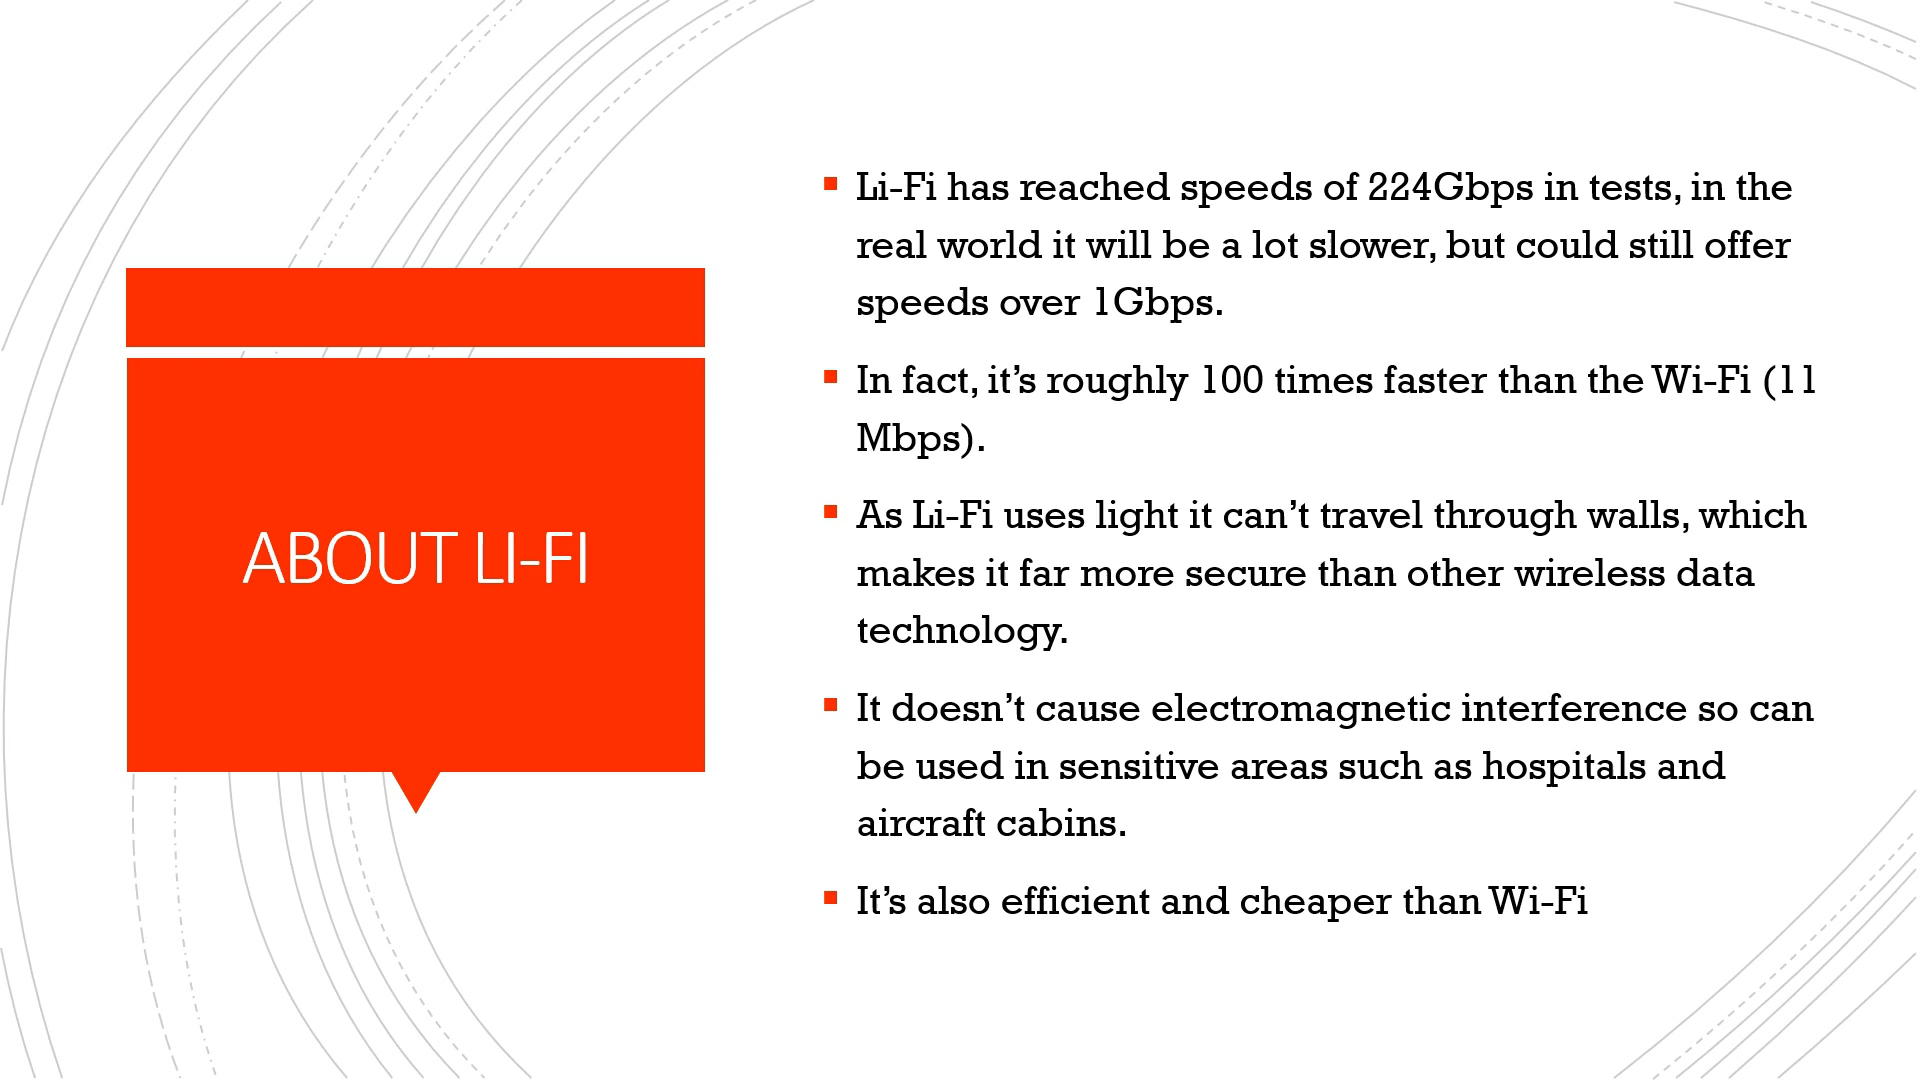 ABOUT LI-FI
Li-Fi has reached speeds of 224Gbps in tests, in the
real world it will be a lot slower, but could still offer
speeds over 1Gbps.
In fact, it’s roughly 100 times faster than the Wi-Fi (11
Mbps).
As Li-Fi uses light it can’t travel through walls, which
makes it far more secure than other wireless data
technology.
It doesn’t cause electromagnetic interference so can
be used in sensitive areas such as hospitals and
aircraft cabins.
It’s also efficient and cheaper than Wi-Fi